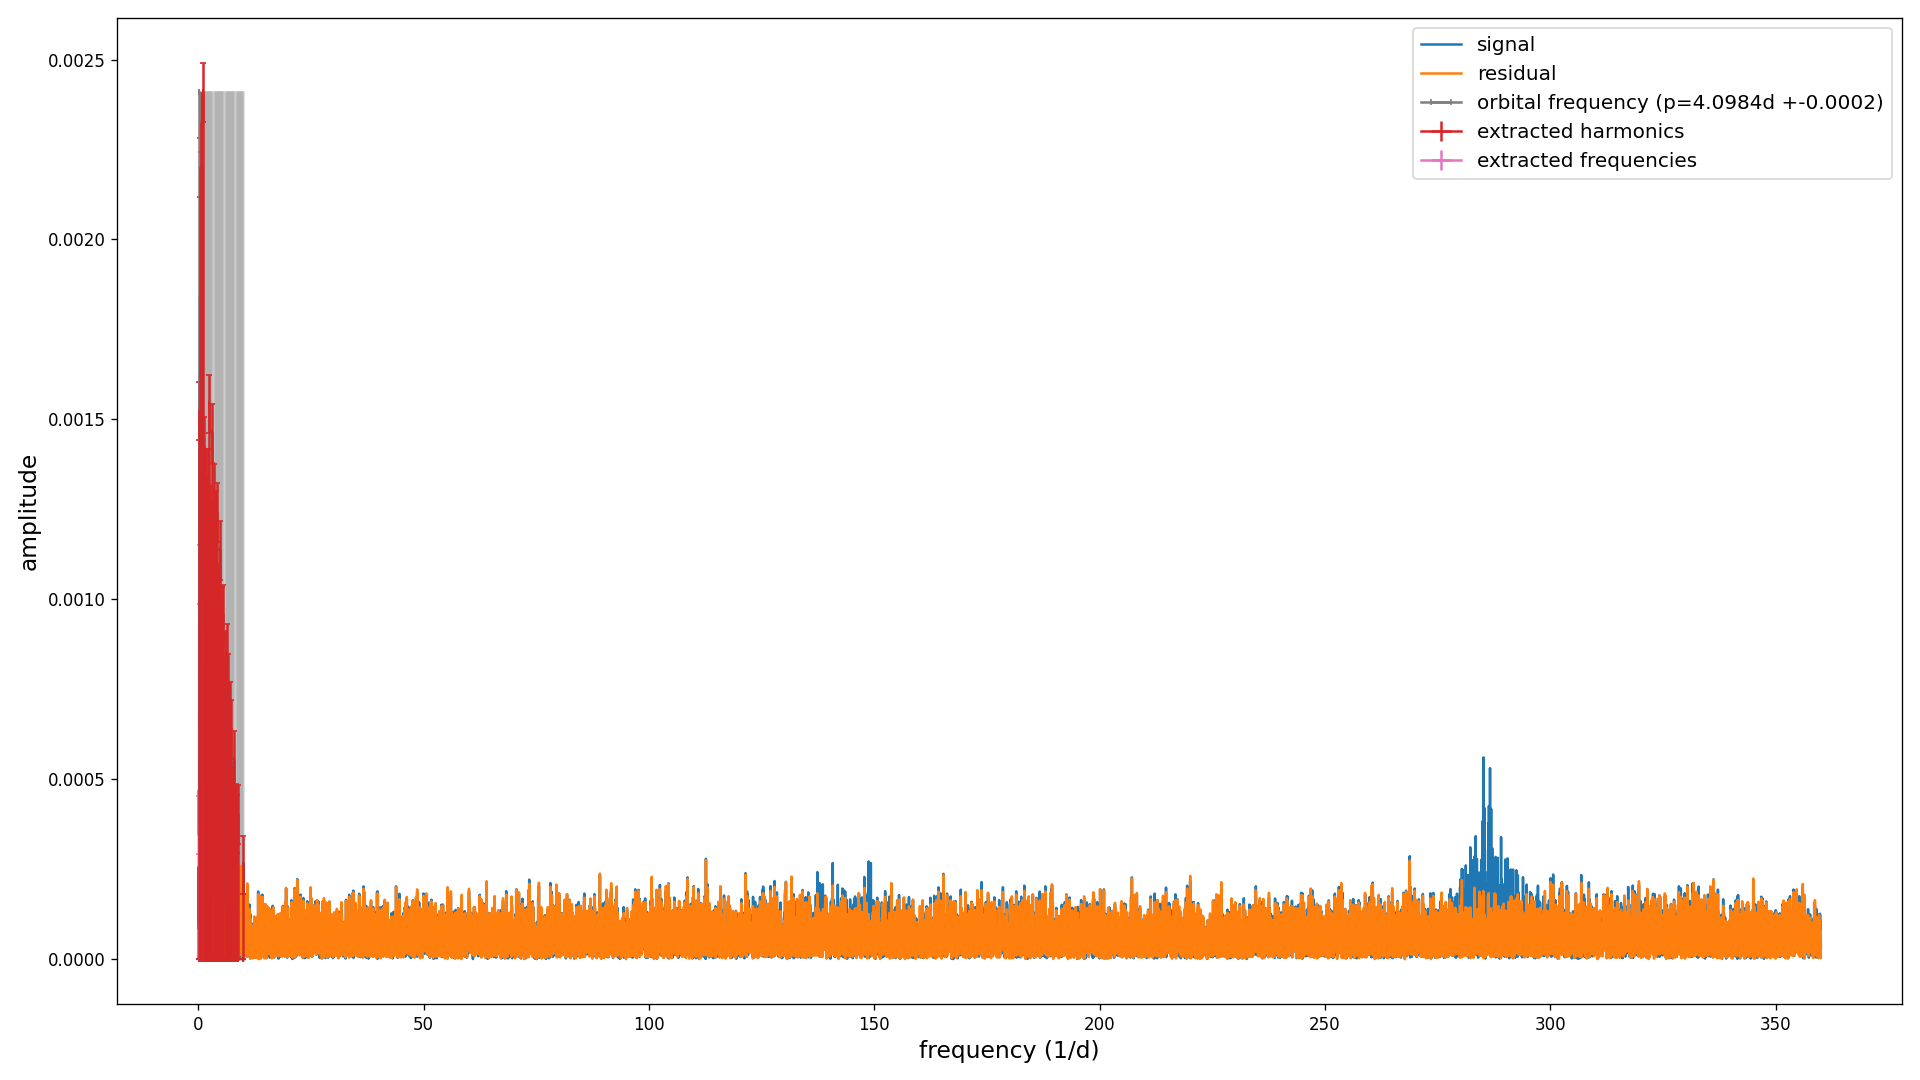 0.0025
0.0020
0.0015
0.0010
0.0005
0.0000
amplitude
0
50
100
150
200
250
300
350
frequency (1/d)
signal
residual
orbital frequency (p=4.0984d +-0.0002)
extracted harmonics
extracted frequencies